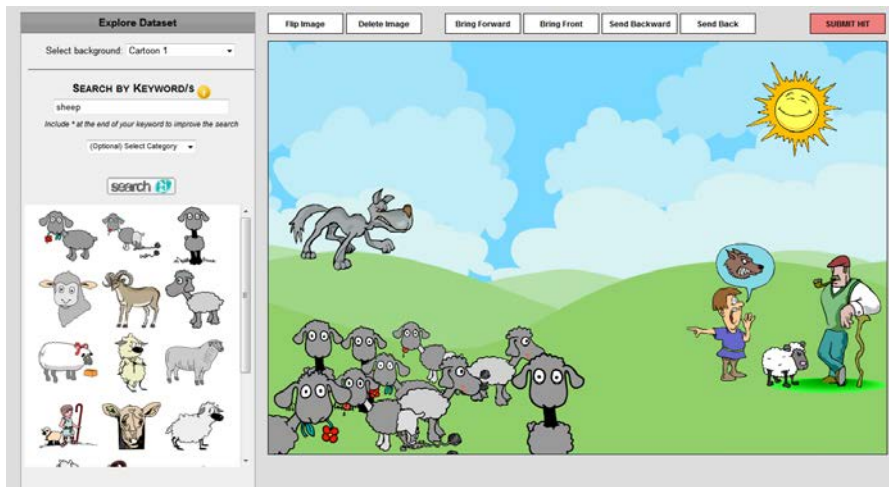 Explore Dataset
Select background: Cartoon 1
SEARCH BY KEYWORD/S
sheep
Include * at the end of your keyword to improve the search
(Optional) Select Category
search
Flip Image
Delete Image
Bring Forward
Bring Front
Send Backward
Send Back
SUBMIT HIT